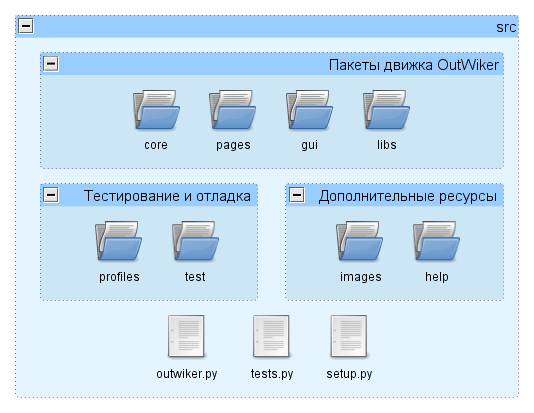 src
Пакеты движка OutWiker
core
pages
gui
libs
Тестирование и отладка
Дополнительные ресурсы
profiles
test
images
help
outwiker.py
tests.py
setup.py